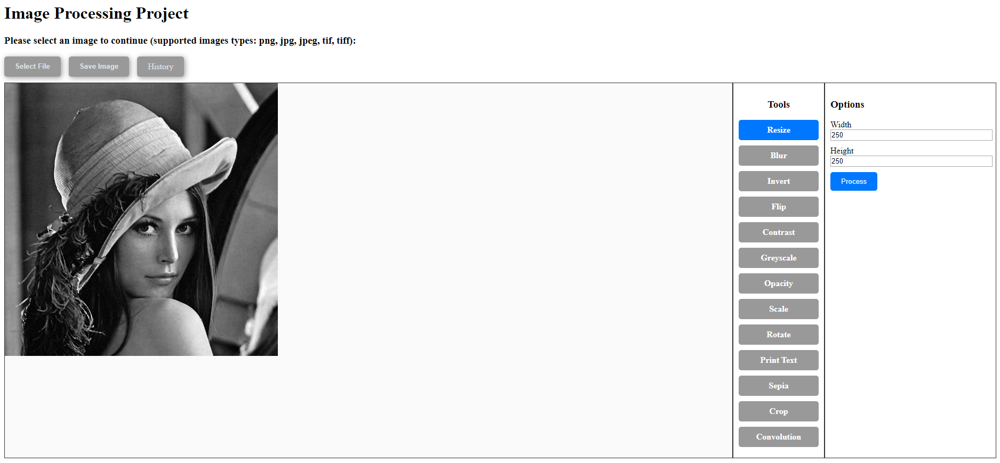 Image Processing Project
Please select an image to continue (supported images types: png, jpg, jpeg, tif, tiff):
Select File
Save Image
History
Tools
Resize
Blur
Invert
Flip
Contrast
Greyscale
Opacity
Scale
Rotate
Print Text
Sepia
Crop
Convolution
Options
Width
250
Height
250
Process